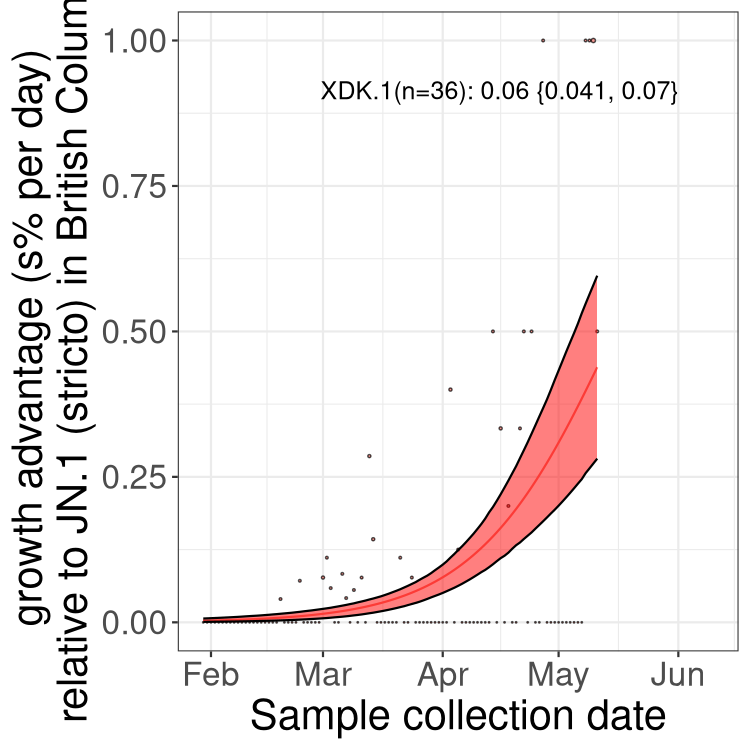 growth advantage (s% per day)
relative to JN.1 (stricto) in British Colum
1.00
0.75
0.50
0.25
0.00
XDK.1(n=36): 0.06 {0.041, 0.07}
Feb Mar Apr May Jun
Sample collection date